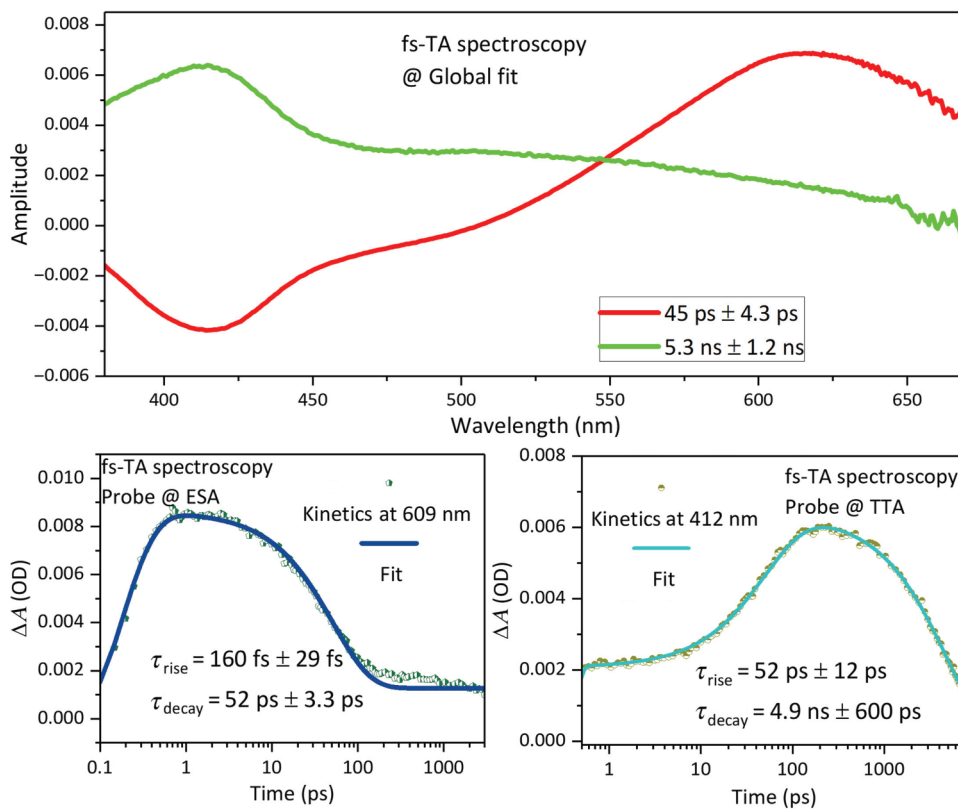 fs-TA spectroscopy
@ Global fit
0.008
0.006
0.004
0.002
0.000
−0.002
−0.004
−0.006
Amplitude
45 ps ± 4.3 ps
5.3 ns ± 1.2 ns
400
450
500
550
600
650
Wavelength (nm)
fs-TA spectroscopy
Probe @ ESA
Kinetics at 609 nm
Fit
0.010
0.008
0.006
0.004
0.002
0.000
ΔA (OD)
τrise = 160 fs ± 29 fs
τdecay = 52 ps ± 3.3 ps
0.1
1
10
100
1000
Time (ps)
fs-TA spectroscopy
Probe @ TTA
Kinetics at 412 nm
Fit
0.008
0.006
0.004
0.002
0.000
ΔA (OD)
τrise = 52 ps ± 12 ps
τdecay = 4.9 ns ± 600 ps
1
10
100
1000
Time (ps)